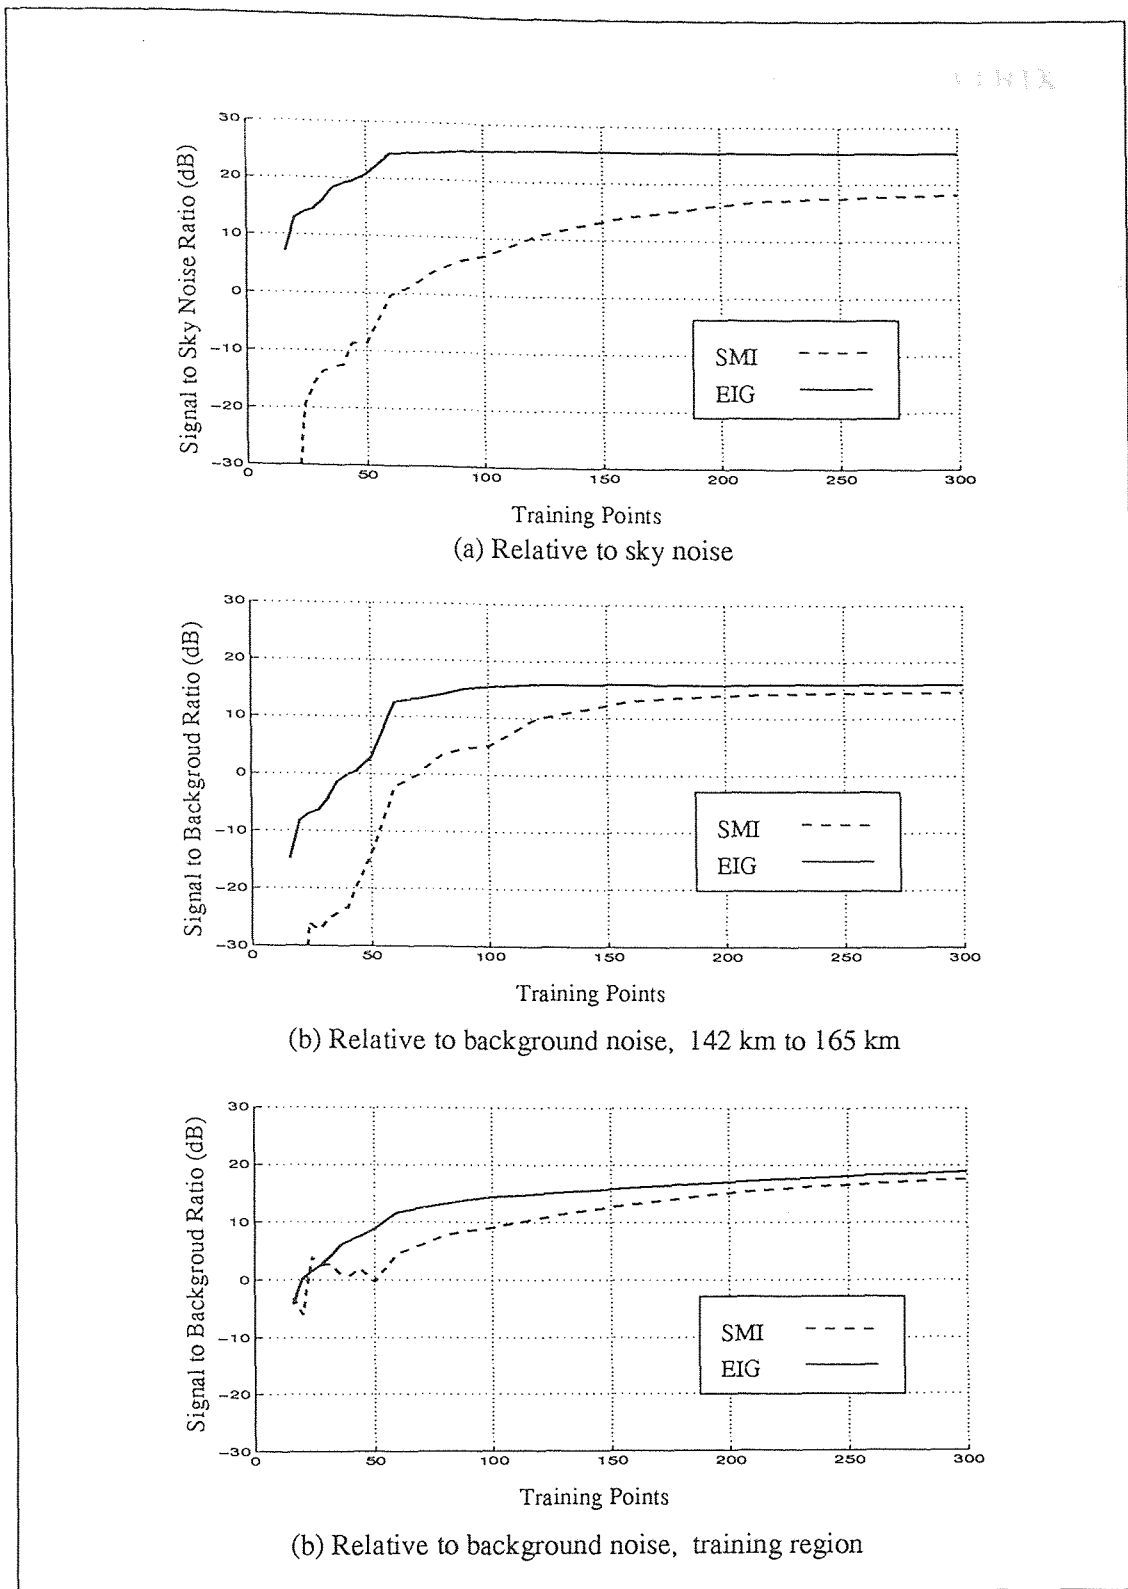 30
20
10
0
-10
-20
-30
Signal to Sky Noise Ratio (dB)
SMI
EIG
0 50 100 150 200 250 300
Training Points
(a) Relative to sky noise
30
20
10
0
-10
-20
-30
Signal to Backgroud Ratio (dB)
SMI
EIG
0 50 100 150 200 250 300
Training Points
(b) Relative to background noise, 142 km to 165 km
30
20
10
0
-10
-20
-30
Signal to Backgroud Ratio (dB)
SMI
EIG
0 50 100 150 200 250 300
Training Points
(b) Relative to background noise, training region